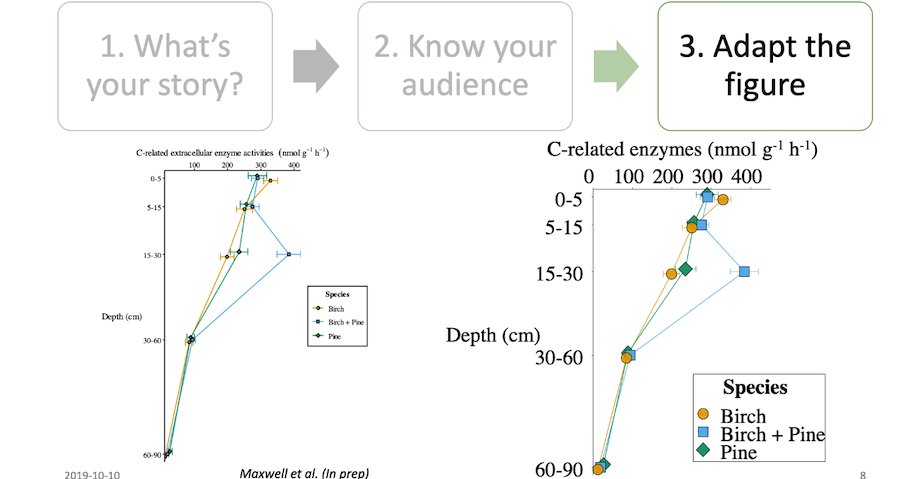 1. What's
your story?
2. Know your
audience
3. Adapt the
figure
C-related extracellular enzyme activities (nmol g⁻¹ h⁻¹)
100 200 300 400
0-5
5-15
15-30
Depth (cm)
30-60
60-90
Species
Birch
Birch + Pine
Pine
C-related enzymes (nmol g⁻¹ h⁻¹)
0 100 200 300 400
0-5
5-15
15-30
Depth (cm)
30-60
60-90
Species
Birch
Birch + Pine
Pine
2019-10-10
Maxwell et al. (In prep)
8